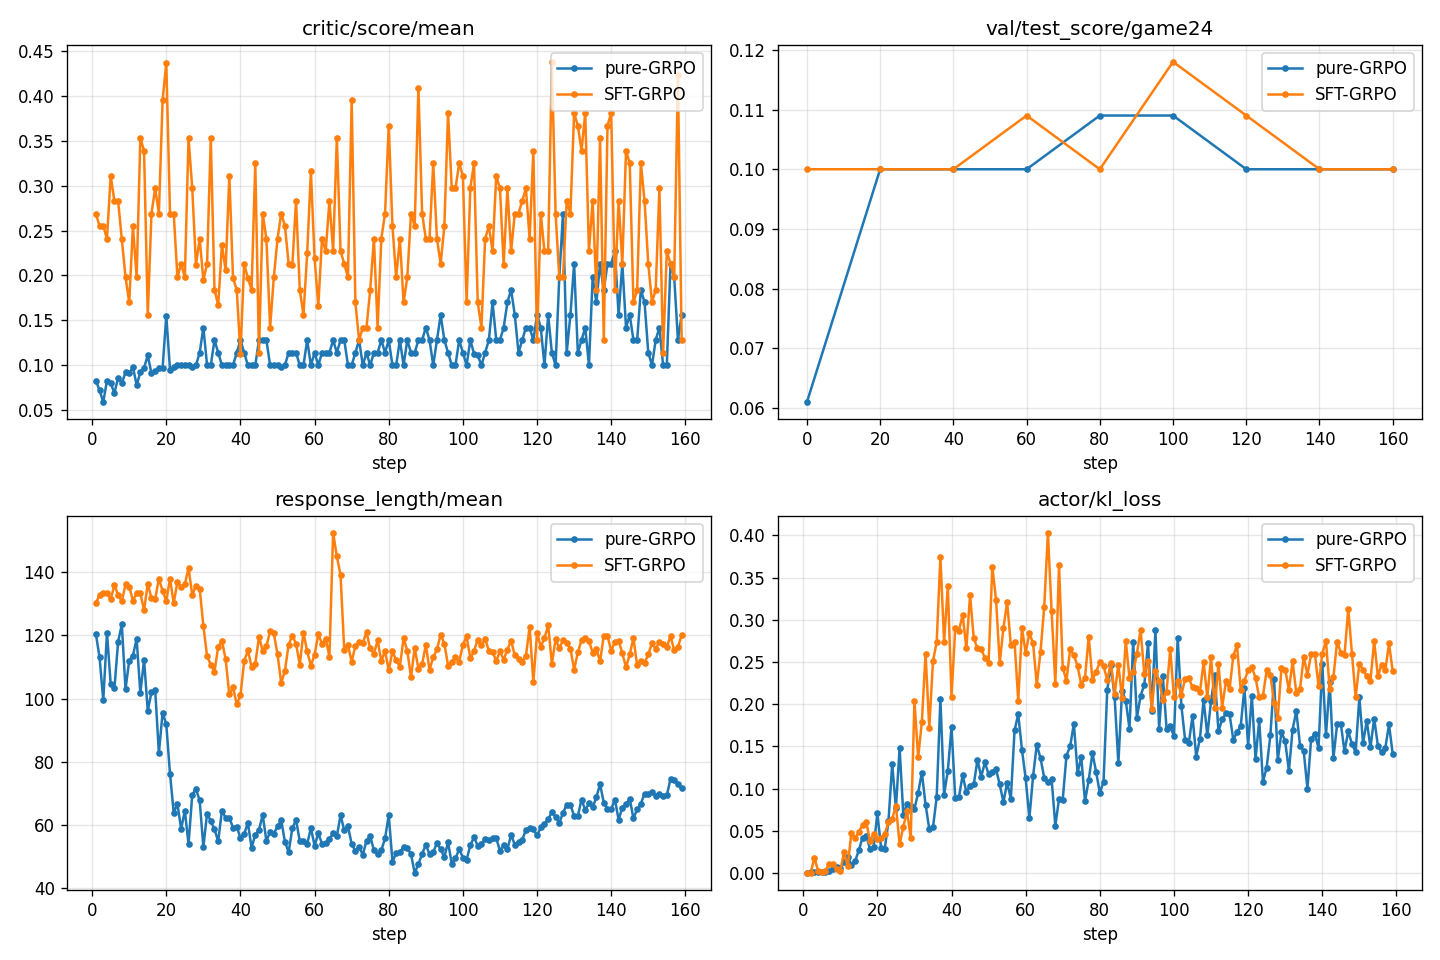 critic/score/mean
0.45
0.40
0.35
0.30
0.25
0.20
0.15
0.10
0.05
0 20 40 60 80 100 120 140 160
step
pure-GRPO
SFT-GRPO
val/test_score/game24
0.12
0.11
0.10
0.09
0.08
0.07
0.06
0 20 40 60 80 100 120 140 160
step
pure-GRPO
SFT-GRPO
response_length/mean
140
120
100
80
60
40
0 20 40 60 80 100 120 140 160
step
pure-GRPO
SFT-GRPO
actor/kl_loss
0.40
0.35
0.30
0.25
0.20
0.15
0.10
0.05
0.00
0 20 40 60 80 100 120 140 160
step
pure-GRPO
SFT-GRPO